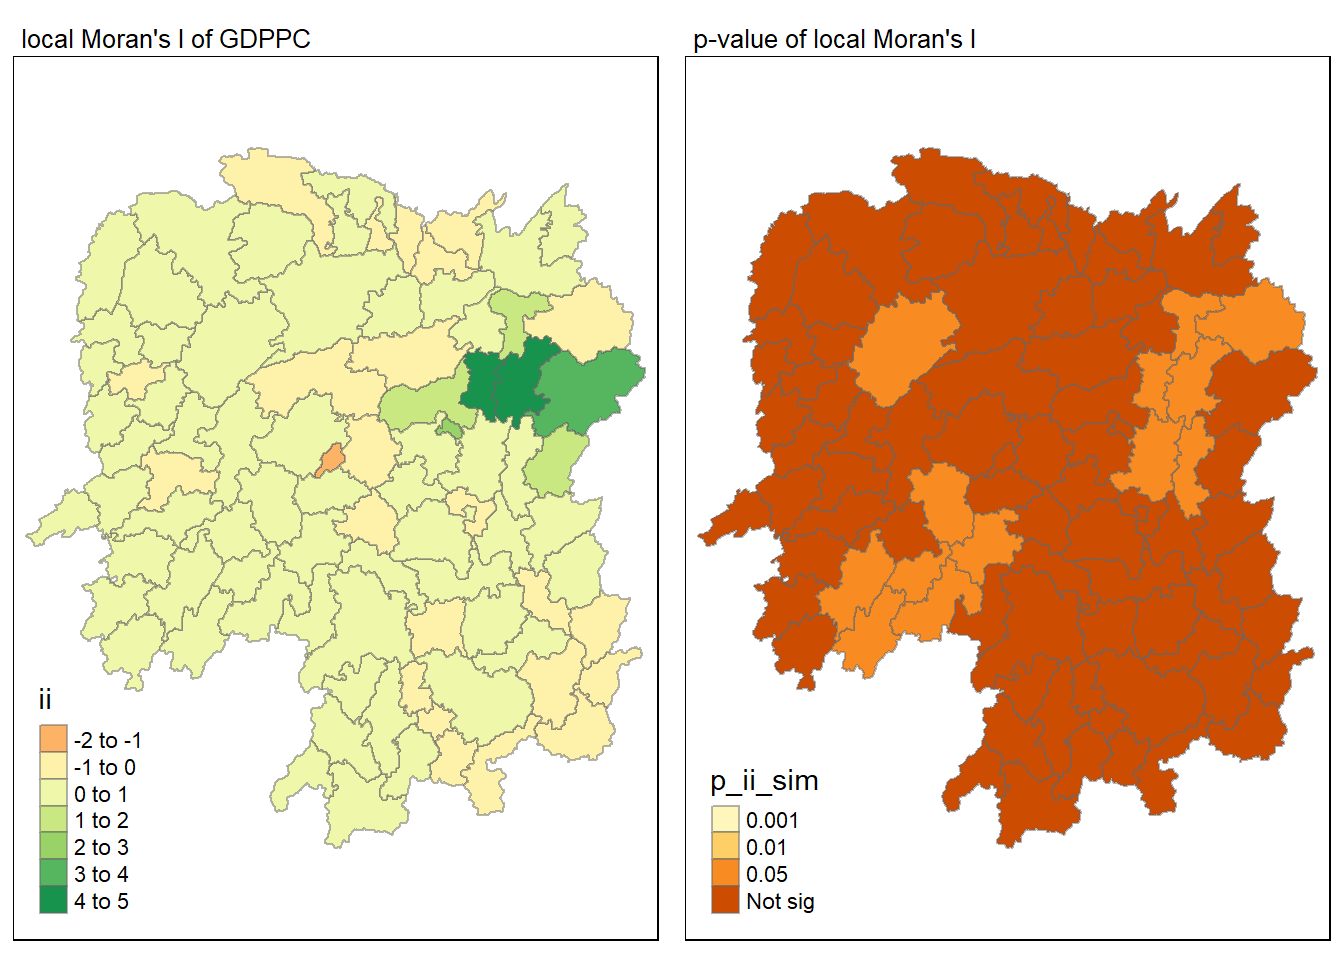 local Moran's I of GDPPC
ii
-2 to -1
-1 to 0
0 to 1
1 to 2
2 to 3
3 to 4
4 to 5
p-value of local Moran's I
p_ii_sim
0.001
0.01
0.05
Not sig